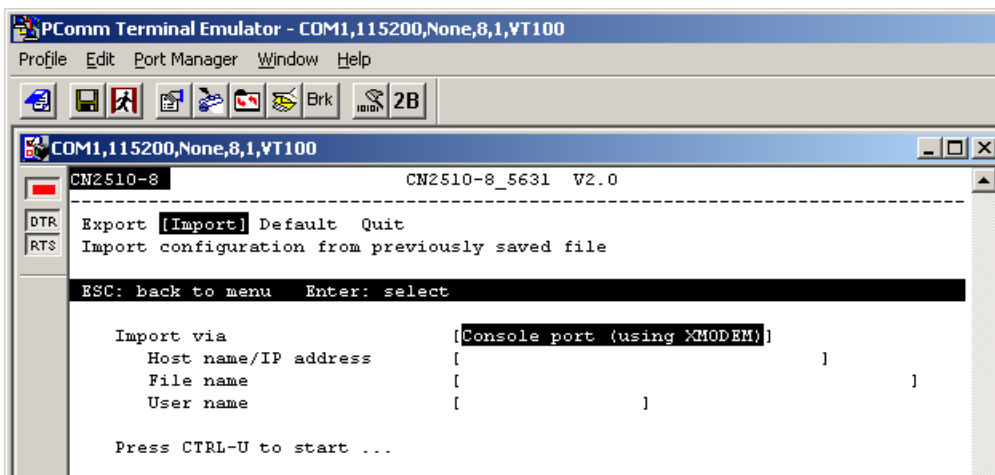 PComm Terminal Emulator - COM1,115200,None,8,1,VT100
Profile Edit Port Manager Window Help
Brk 2B
COM1,115200,None,8,1,VT100
CN2510-8 CN2510-8_5631 V2.0
DTR
RTS
Export [Import] Default Quit
Import configuration from previously saved file
ESC: back to menu Enter: select
Import via [Console port (using XMODEM)]
Host name/IP address [ ]
File name [ ]
User name [ ]
Press CTRL-U to start ...